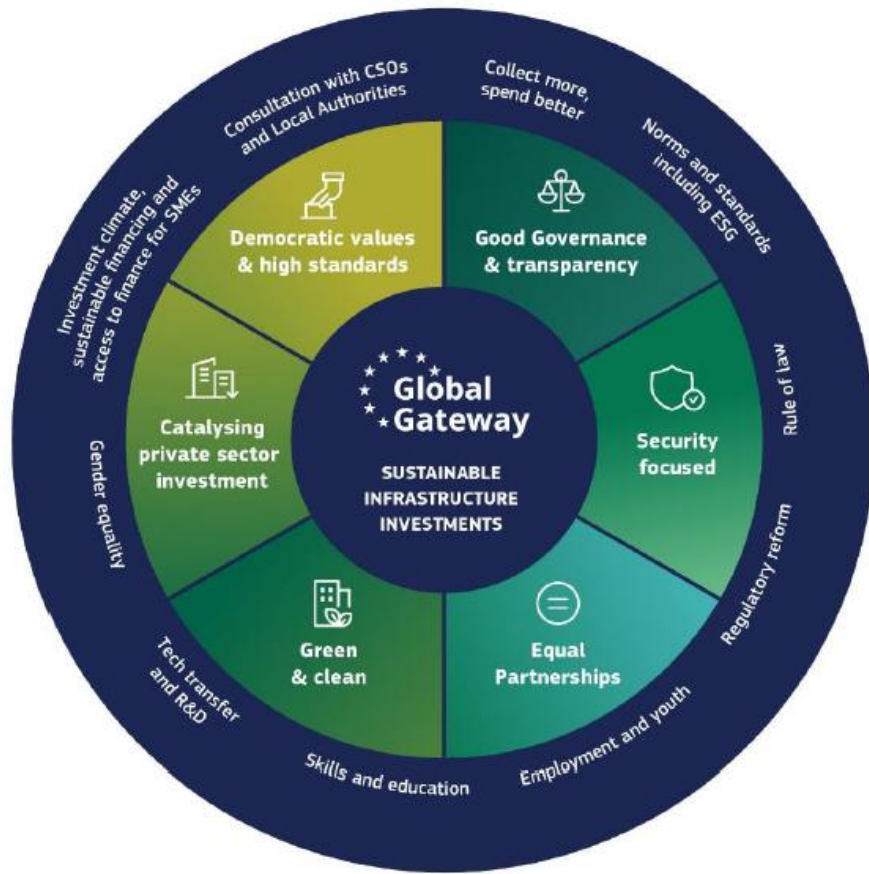 Consultation with CSOs
and Local Authorities
Collect more,
spend better
Norms and standards
including ESG
Rule of Law
Regulatory reform
Employment and youth
Skills and education
Tech transfer
and R&D
Gender equality
Investment climate,
sustainable financing and
access to finance for SMEs
Democratic values
& high standards
Good Governance
& transparency
Security
focused
Equal
Partnerships
Green
& clean
Catalysing
private sector
investment
Global
Gateway
SUSTAINABLE
INFRASTRUCTURE
INVESTMENTS